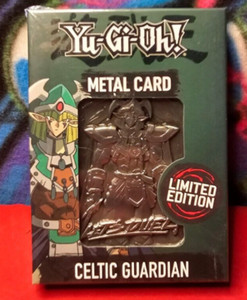 Yu-Gi-Oh!
METAL CARD
LIMITED
EDITION
CELTIC GUARDIAN